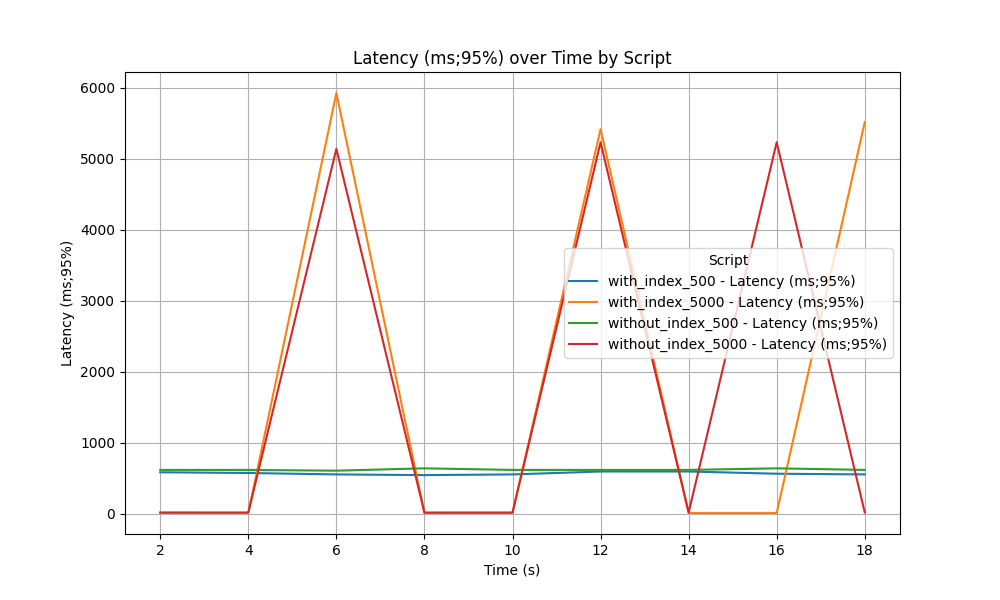 Latency (ms;95%) over Time by Script
6000
5000
4000
3000
2000
1000
0
Latency (ms;95%)
Script
with_index_500 - Latency (ms;95%)
with_index_5000 - Latency (ms;95%)
without_index_500 - Latency (ms;95%)
without_index_5000 - Latency (ms;95%)
2 4 6 8 10 12 14 16 18
Time (s)